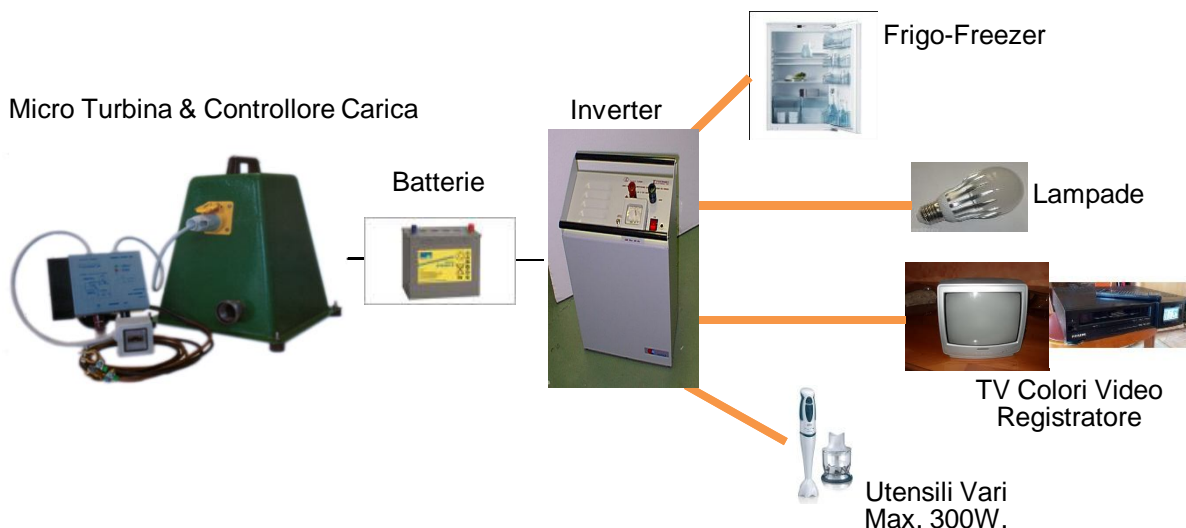 Frigo-Freezer
Micro Turbina & Controllore Carica
Inverter
Batterie
Lampade
TV Colori Video
Registratore
Utensili Vari
Max. 300W.